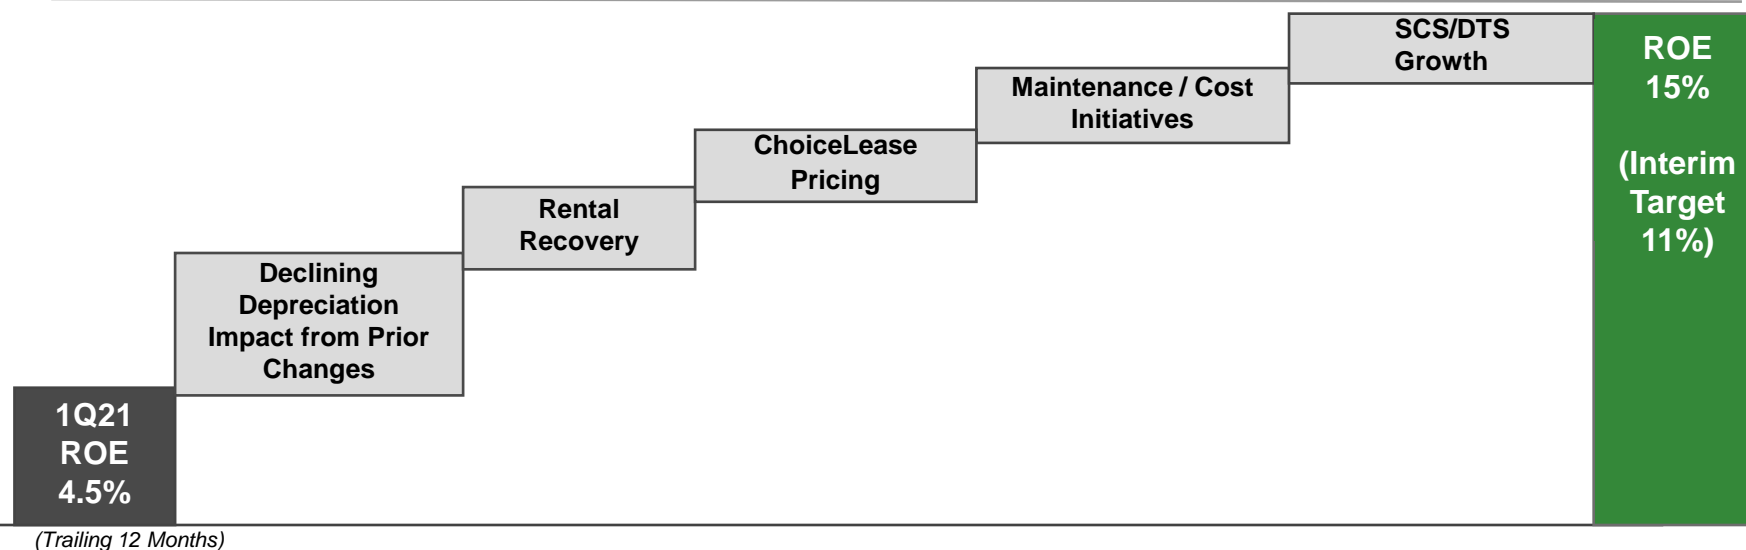 1Q21
ROE
4.5%
(Trailing 12 Months)
Declining
Depreciation
Impact from Prior
Changes
Rental
Recovery
ChoiceLease
Pricing
Maintenance / Cost
Initiatives
SCS/DTS
Growth
ROE
15%
(Interim
Target
11%)